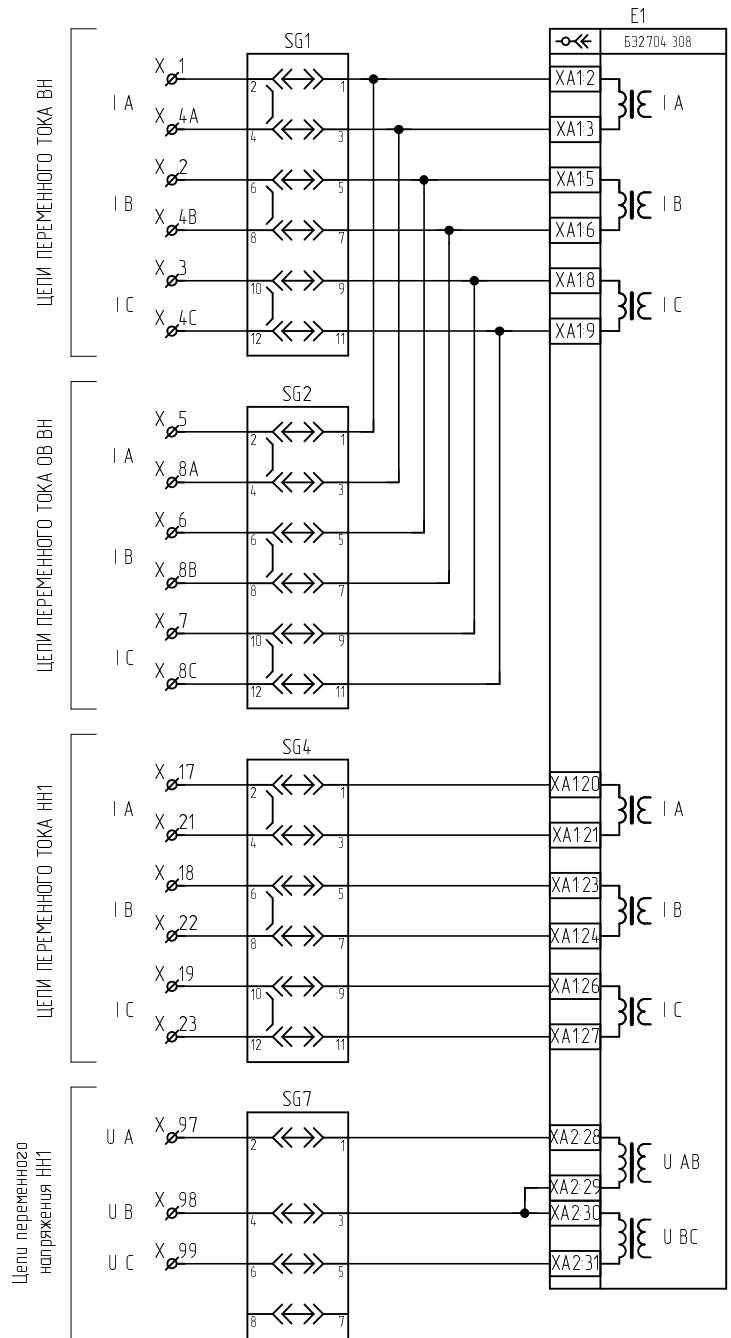 E1
БЭ2704 308
ЦЕПИ ПЕРЕМЕННОГО ТОКА ВН
SG1
I A
X 1
2
1
XA1:2
I A
X 4A
4
3
XA1:3
I B
X 2
6
5
XA1:5
I B
X 4B
8
7
XA1:6
I C
X 3
10
9
XA1:8
I C
X 4C
12
11
XA1:9
ЦЕПИ ПЕРЕМЕННОГО ТОКА ОВ ВН
SG2
I A
X 5
2
1
X 8A
4
3
I B
X 6
6
5
X 8B
8
7
I C
X 7
10
9
X 8C
12
11
ЦЕПИ ПЕРЕМЕННОГО ТОКА НН1
SG4
I A
X 17
2
1
XA1:20
I A
X 21
4
3
XA1:21
I B
X 18
6
5
XA1:23
I B
X 22
8
7
XA1:24
I C
X 19
10
9
XA1:26
I C
X 23
12
11
XA1:27
Цепи переменного
напряжения НН1
SG7
U A
X 97
2
1
XA2:28
U AB
XA2:29
U B
X 98
4
3
XA2:30
U BC
U C
X 99
6
5
XA2:31
8
7